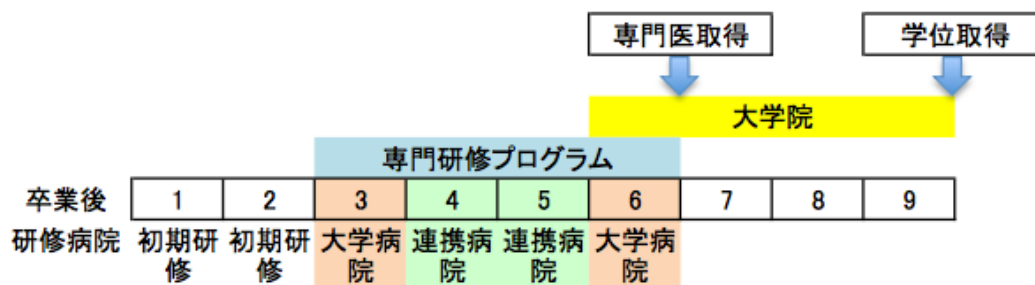 専門医取得 学位取得
大学院
専門研修プログラム
卒業後 1 2 3 4 5 6 7 8 9
研修病院 初期研修 初期研修 大学病院 連携病院 連携病院 大学病院